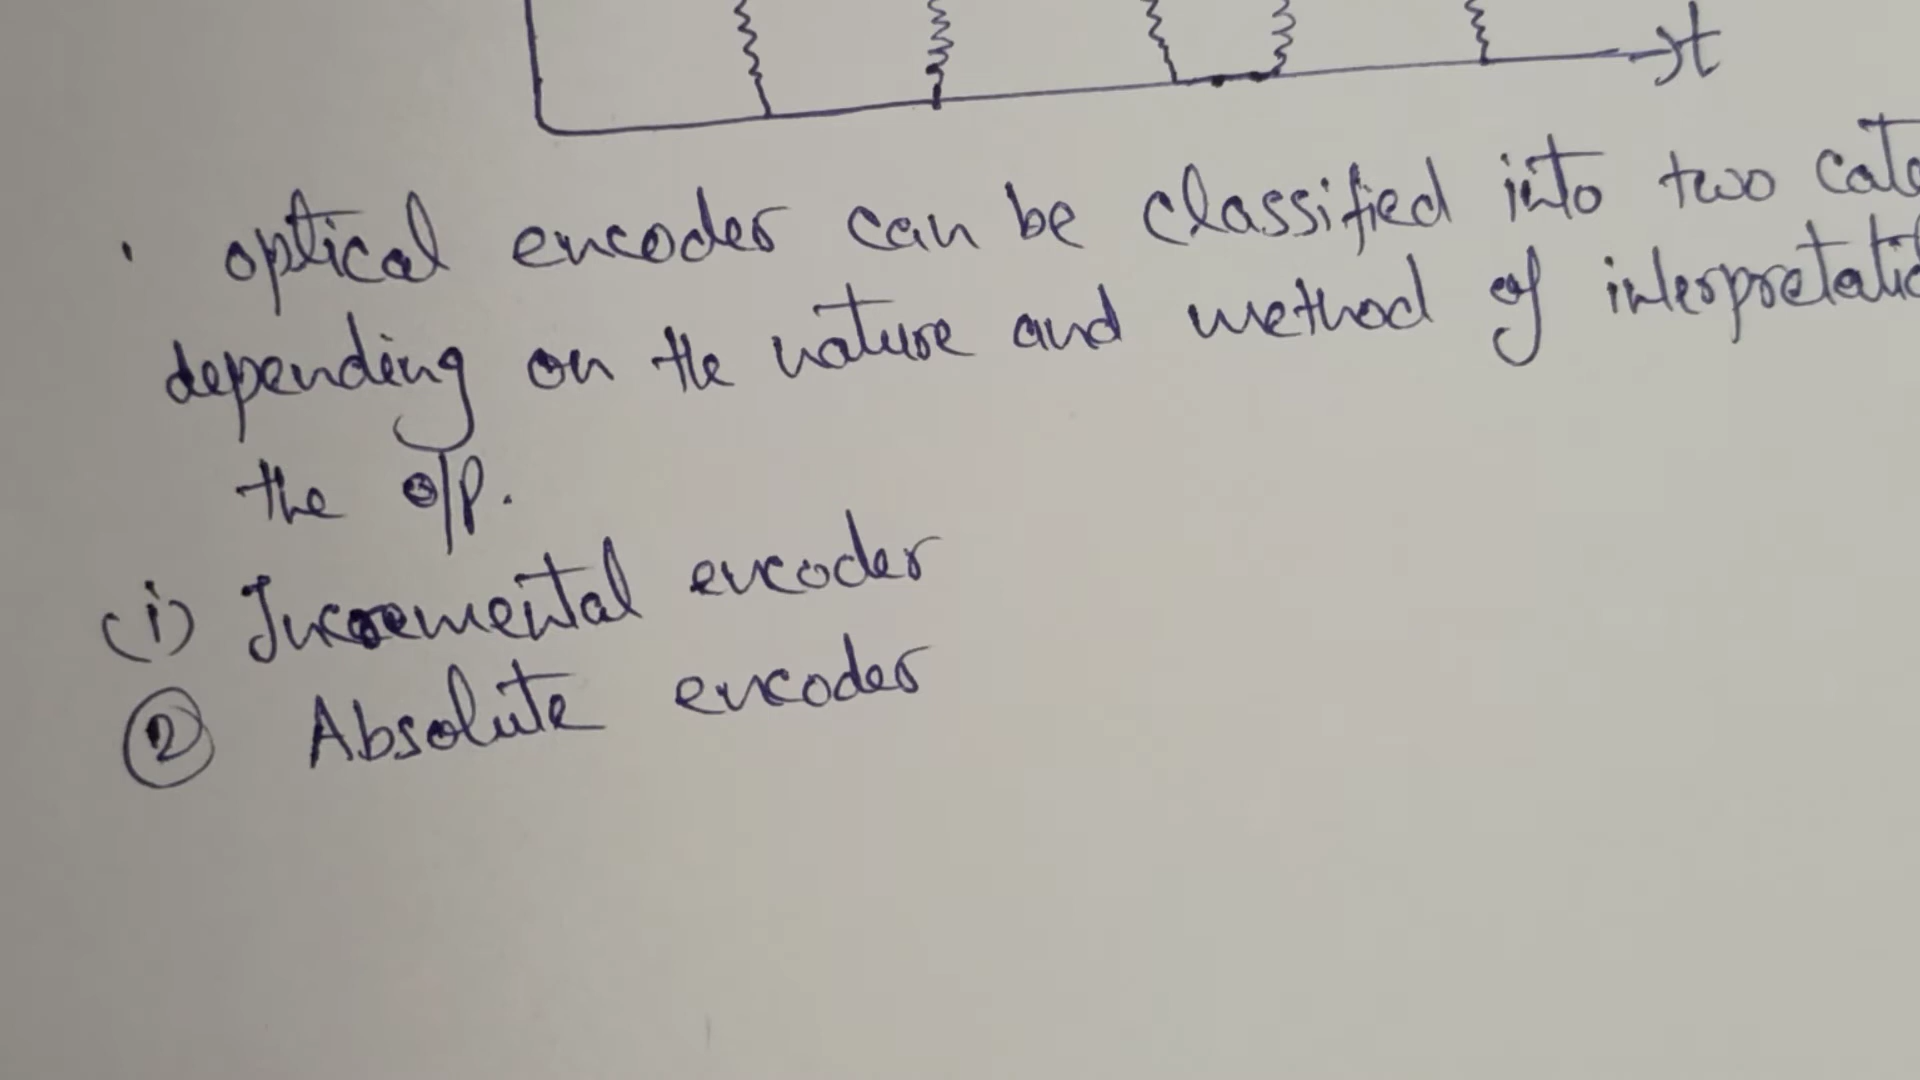 t
optical encoder can be classified into two
depending on the nature and method of
the o/p.
(i) Incremental encoder
(2) Absolute encoder